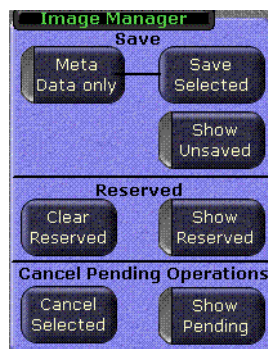 Image Manager
Save
Meta Data only
Save Selected
Show Unsaved
Reserved
Clear Reserved
Show Reserved
Cancel Pending Operations
Cancel Selected
Show Pending